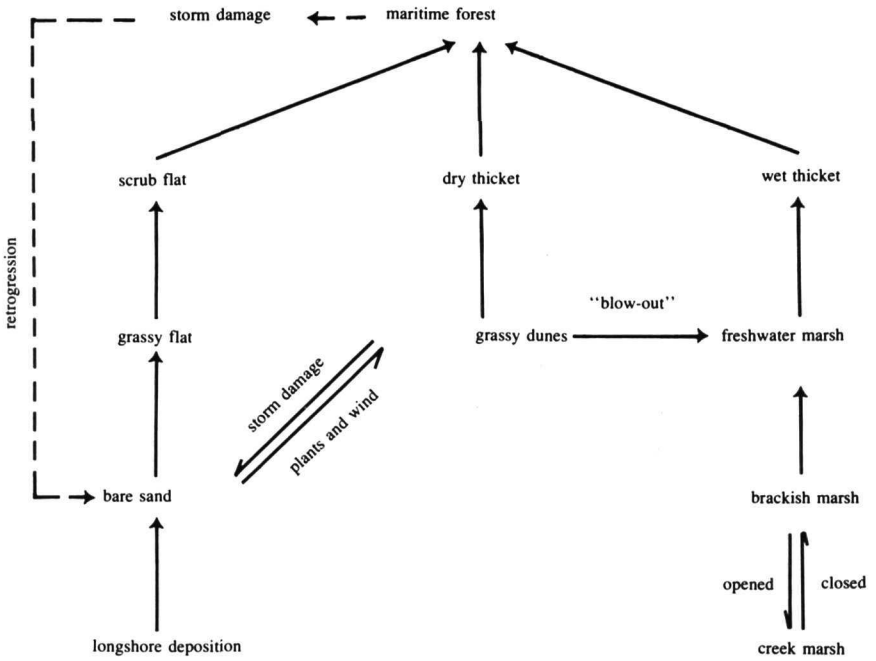 storm damage
maritime forest
scrub flat
dry thicket
wet thicket
retrogression
"blow-out"
grassy flat
grassy dunes
freshwater marsh
storm damage
plants and wind
bare sand
brackish marsh
opened
closed
longshore deposition
creek marsh